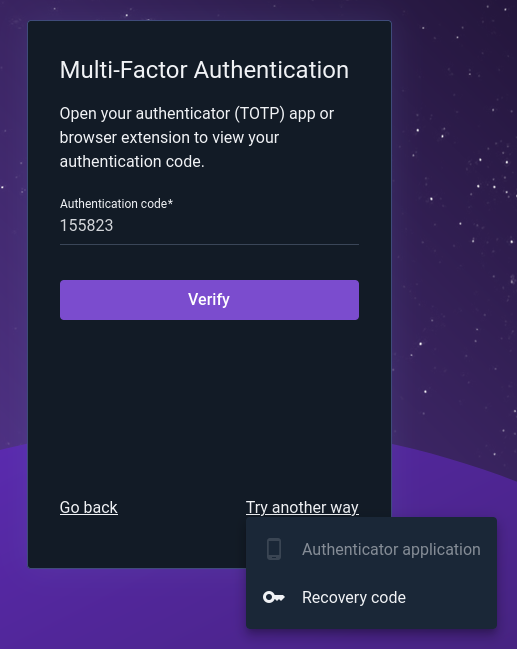 Multi-Factor Authentication
Open your authenticator (TOTP) app or
browser extension to view your
authentication code.
Authentication code*
155823
Verify
Go back
Try another way
Authenticator application
Recovery code